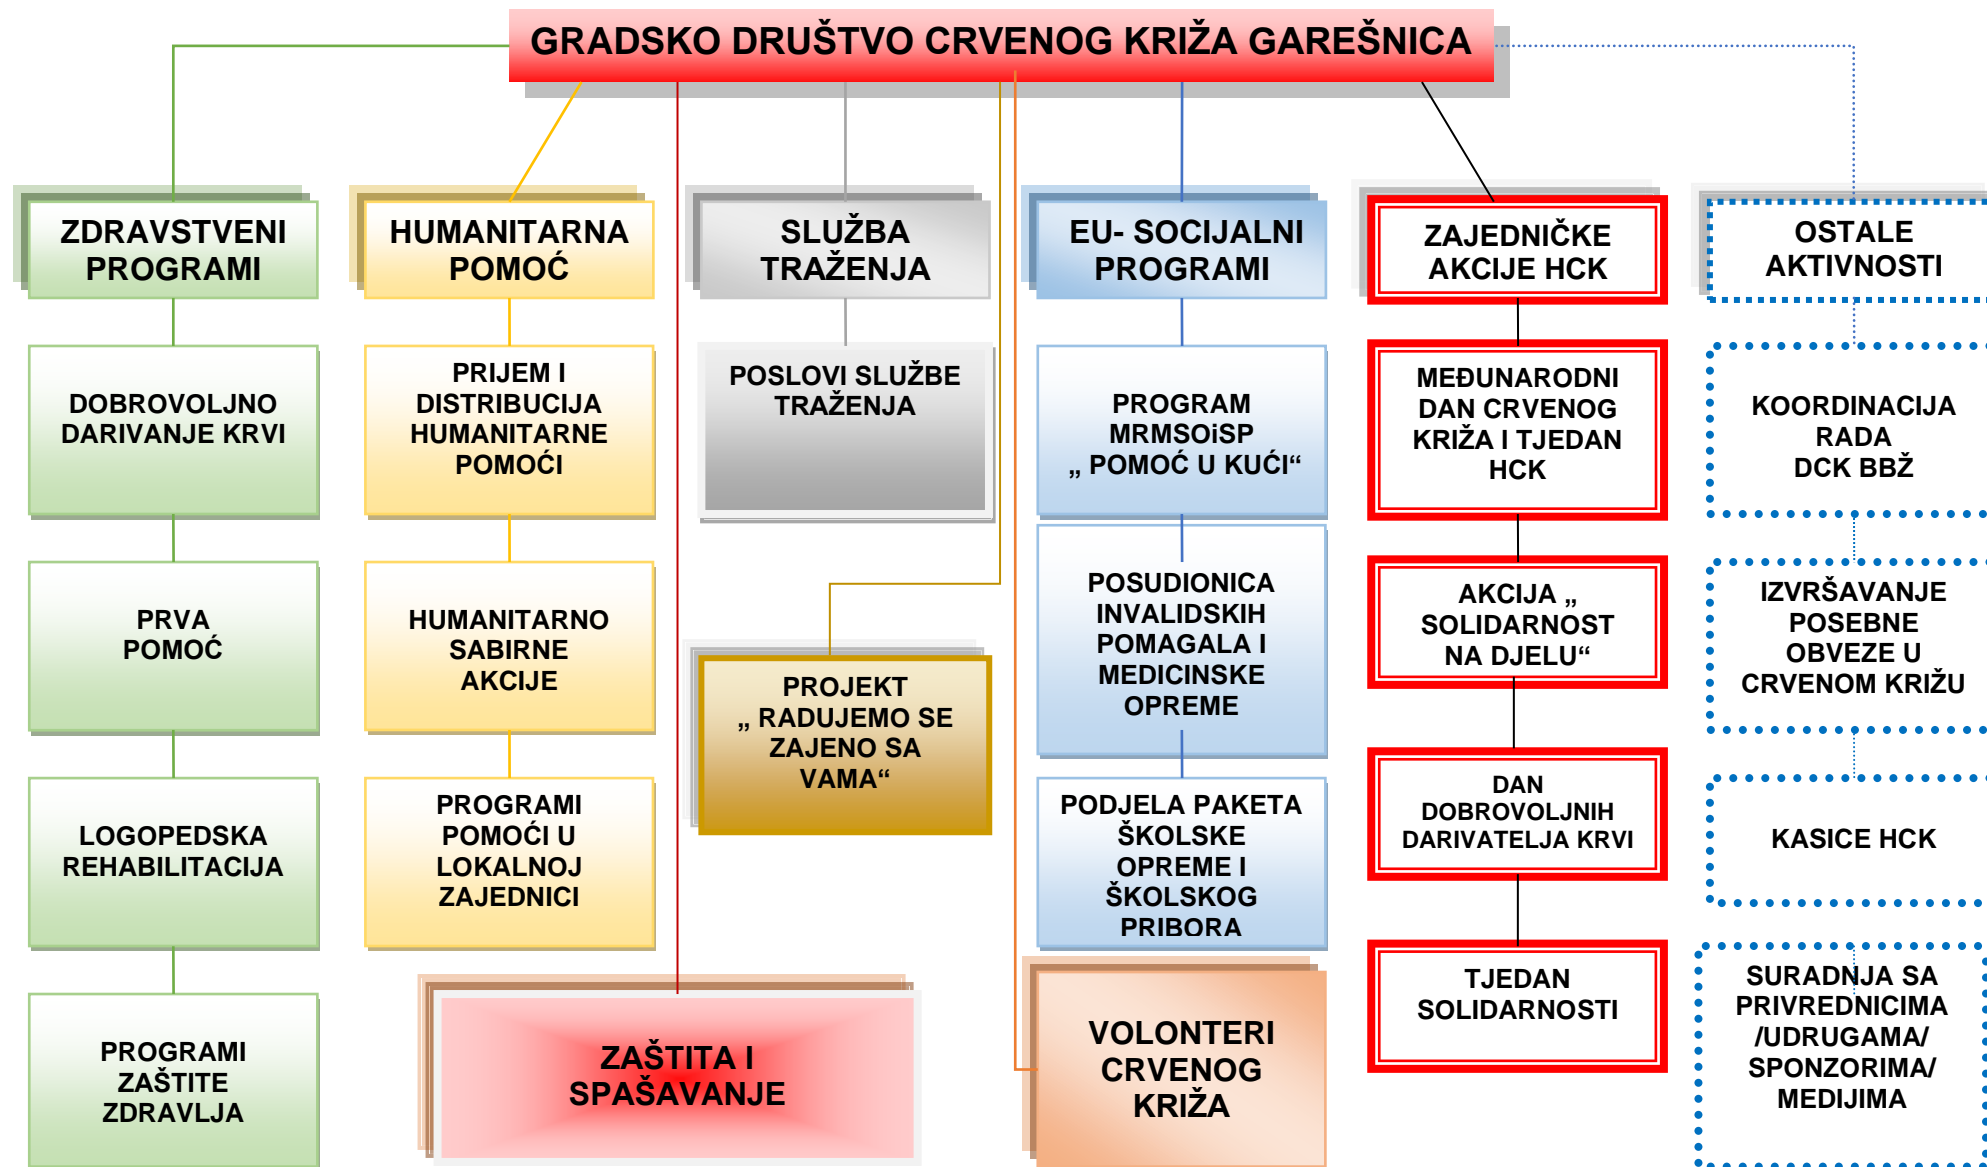 GRADSKO DRUŠTVO CRVENOG KRIŽA GAREŠNICA
ZDRAVSTVENI
PROGRAMI
DOBROVOLJNO
DARIVANJE KRVI
PRVA
POMOĆ
LOGOPEDSKA
REHABILITACIJA
PROGRAMI
ZAŠTITE
ZDRAVLJA
HUMANITARNA
POMOĆ
PRIJEM I
DISTRIBUCIJA
HUMANITARNE
POMOĆI
HUMANITARNO
SABIRNE
AKCIJE
PROGRAMI
POMOĆI U
LOKALNOJ
ZAJEDNICI
ZAŠTITA I
SPAŠAVANJE
SLUŽBA
TRAŽENJA
POSLOVI SLUŽBE
TRAŽENJA
PROJEKT
„ RADUJEMO SE
ZAJENO SA
VAMA“
EU- SOCIJALNI
PROGRAMI
PROGRAM
MRMSOiSP
„ POMOĆ U KUĆI“
POSUDIONICA
INVALIDSKIH
POMAGALA I
MEDICINSKE
OPREME
PODJELA PAKETA
ŠKOLSKE
OPREME I
ŠKOLSKOG
PRIBORA
VOLONTERI
CRVENOG
KRIŽA
ZAJEDNIČKE
AKCIJE HCK
MEĐUNARODNI
DAN CRVENOG
KRIŽA I TJEDAN
HCK
AKCIJA „
SOLIDARNOST
NA DJELU“
DAN
DOBROVOLJNIH
DARIVATELJA KRVI
TJEDAN
SOLIDARNOSTI
OSTALE
AKTIVNOSTI
KOORDINACIJA
RADA
DCK BBŽ
IZVRŠAVANJE
POSEBNE
OBVEZE U
CRVENOM KRIŽU
KASICE HCK
SURADNJA SA
PRIVREDNICIMA
/UDRUGAMA/
SPONZORIMA/
MEDIJIMA